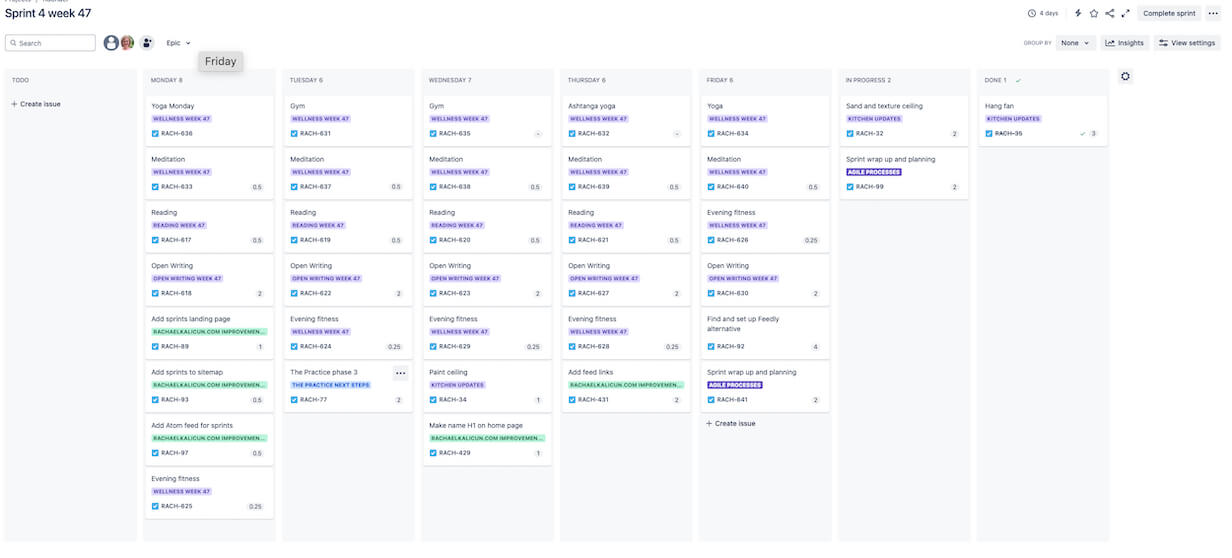 Sprint 4 week 47
4 days
Complete sprint
Search
Epic
GROUP BY
None
Insights
View settings
Friday
TODO
Create issue
MONDAY 8
Yoga Monday
WELLNESS WEEK 47
RACH-636
Meditation
WELLNESS WEEK 47
RACH-633
0.5
Reading
READING WEEK 47
RACH-617
0.5
Open Writing
OPEN WRITING WEEK 47
RACH-618
2
Add sprints landing page
RACHAELKALICUN.COM IMPROVEMEN...
RACH-89
1
Add sprints to sitemap
RACHAELKALICUN.COM IMPROVEMEN...
RACH-93
0.5
Add Atom feed for sprints
RACHAELKALICUN.COM IMPROVEMEN...
RACH-97
0.5
Evening fitness
WELLNESS WEEK 47
RACH-625
0.25
TUESDAY 6
Gym
WELLNESS WEEK 47
RACH-631
Meditation
WELLNESS WEEK 47
RACH-637
0.5
Reading
READING WEEK 47
RACH-619
0.5
Open Writing
OPEN WRITING WEEK 47
RACH-622
2
Evening fitness
WELLNESS WEEK 47
RACH-624
0.25
The Practice phase 3
THE PRACTICE NEXT STEPS
RACH-77
2
WEDNESDAY 7
Gym
WELLNESS WEEK 47
RACH-635
-
Meditation
WELLNESS WEEK 47
RACH-638
0.5
Reading
READING WEEK 47
RACH-620
0.5
Open Writing
OPEN WRITING WEEK 47
RACH-623
2
Evening fitness
WELLNESS WEEK 47
RACH-629
0.25
Paint ceiling
KITCHEN UPDATES
RACH-34
1
Make name H1 on home page
RACHAELKALICUN.COM IMPROVEMEN...
RACH-429
1
THURSDAY 6
Ashtanga yoga
WELLNESS WEEK 47
RACH-632
-
Meditation
WELLNESS WEEK 47
RACH-639
0.5
Reading
READING WEEK 47
RACH-621
0.5
Open Writing
OPEN WRITING WEEK 47
RACH-627
2
Evening fitness
WELLNESS WEEK 47
RACH-628
0.25
Add feed links
RACHAELKALICUN.COM IMPROVEMEN...
RACH-431
2
FRIDAY 6
Yoga
WELLNESS WEEK 47
RACH-634
Meditation
WELLNESS WEEK 47
RACH-640
0.5
Evening fitness
WELLNESS WEEK 47
RACH-626
0.25
Open Writing
OPEN WRITING WEEK 47
RACH-630
2
Find and set up Feedly
alternative
RACH-92
4
Sprint wrap up and planning
AGILE PROCESSES
RACH-641
2
Create issue
IN PROGRESS 2
Sand and texture ceiling
KITCHEN UPDATES
RACH-32
2
Sprint wrap up and planning
AGILE PROCESSES
RACH-99
2
DONE 1
Hang fan
KITCHEN UPDATES
RACH-35
3